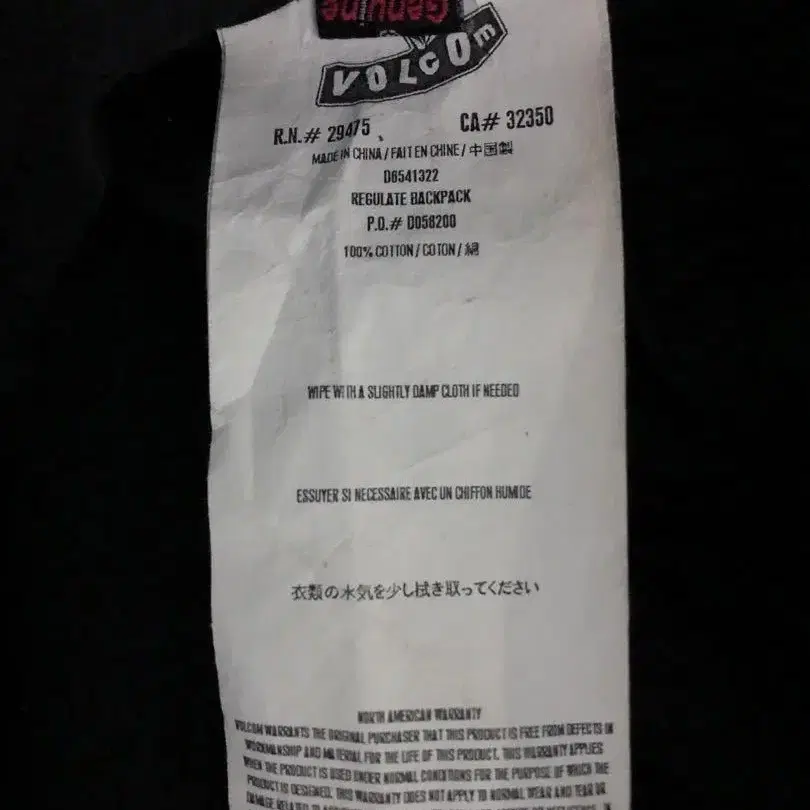 Genuine
VOLCOM
R.N.# 29475
CA# 32350
MADE IN CHINA / FAIT EN CHINE / 中国製
D6541322
REGULATE BACKPACK
P.O.# D058200
100% COTTON / COTON / 綿
WIPE WITH A SLIGHTLY DAMP CLOTH IF NEEDED
ESSUYER SI NECESSAIRE AVEC UN CHIFFON HUMIDE
衣類の水気を少し拭き取ってください
NORTH AMERICAN WARRANTY
VOLCOM WARRANTS THE ORIGINAL PURCHASER THAT THIS PRODUCT IS FREE FROM DEFECTS IN
WORKMANSHIP AND MATERIAL FOR THE LIFE OF THIS PRODUCT. THIS WARRANTY APPLIES
WHEN THE PRODUCT IS USED UNDER NORMAL CONDITIONS FOR THE PURPOSE OF WHICH THE
PRODUCT IS DESIGNED. THIS WARRANTY DOES NOT APPLY TO NORMAL WEAR AND TEAR OR
DAMAGE RELATED TO